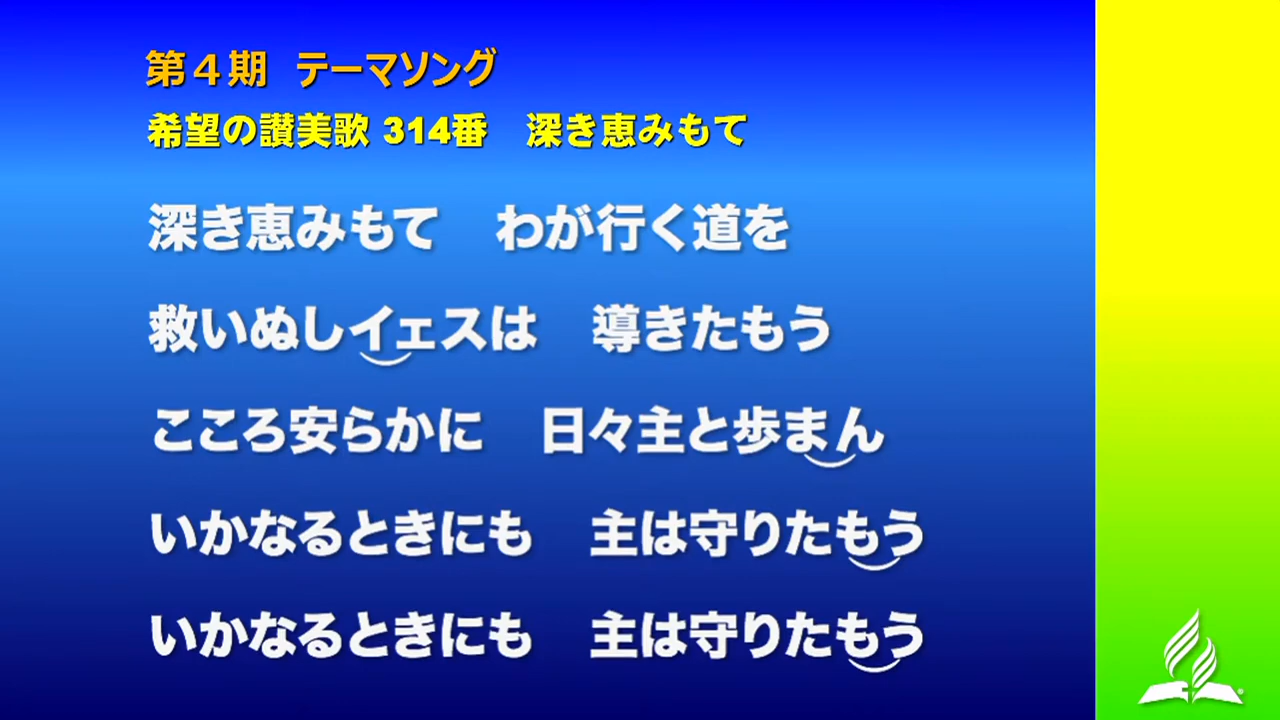 第４期　テーマソング
希望の讃美歌 314番　深き恵みもて
深き恵みもて　わが行く道を
救いぬしイェスは　導きたもう
こころ安らかに　日々主と歩まん
いかなるときにも　主は守りたもう
いかなるときにも　主は守りたもう